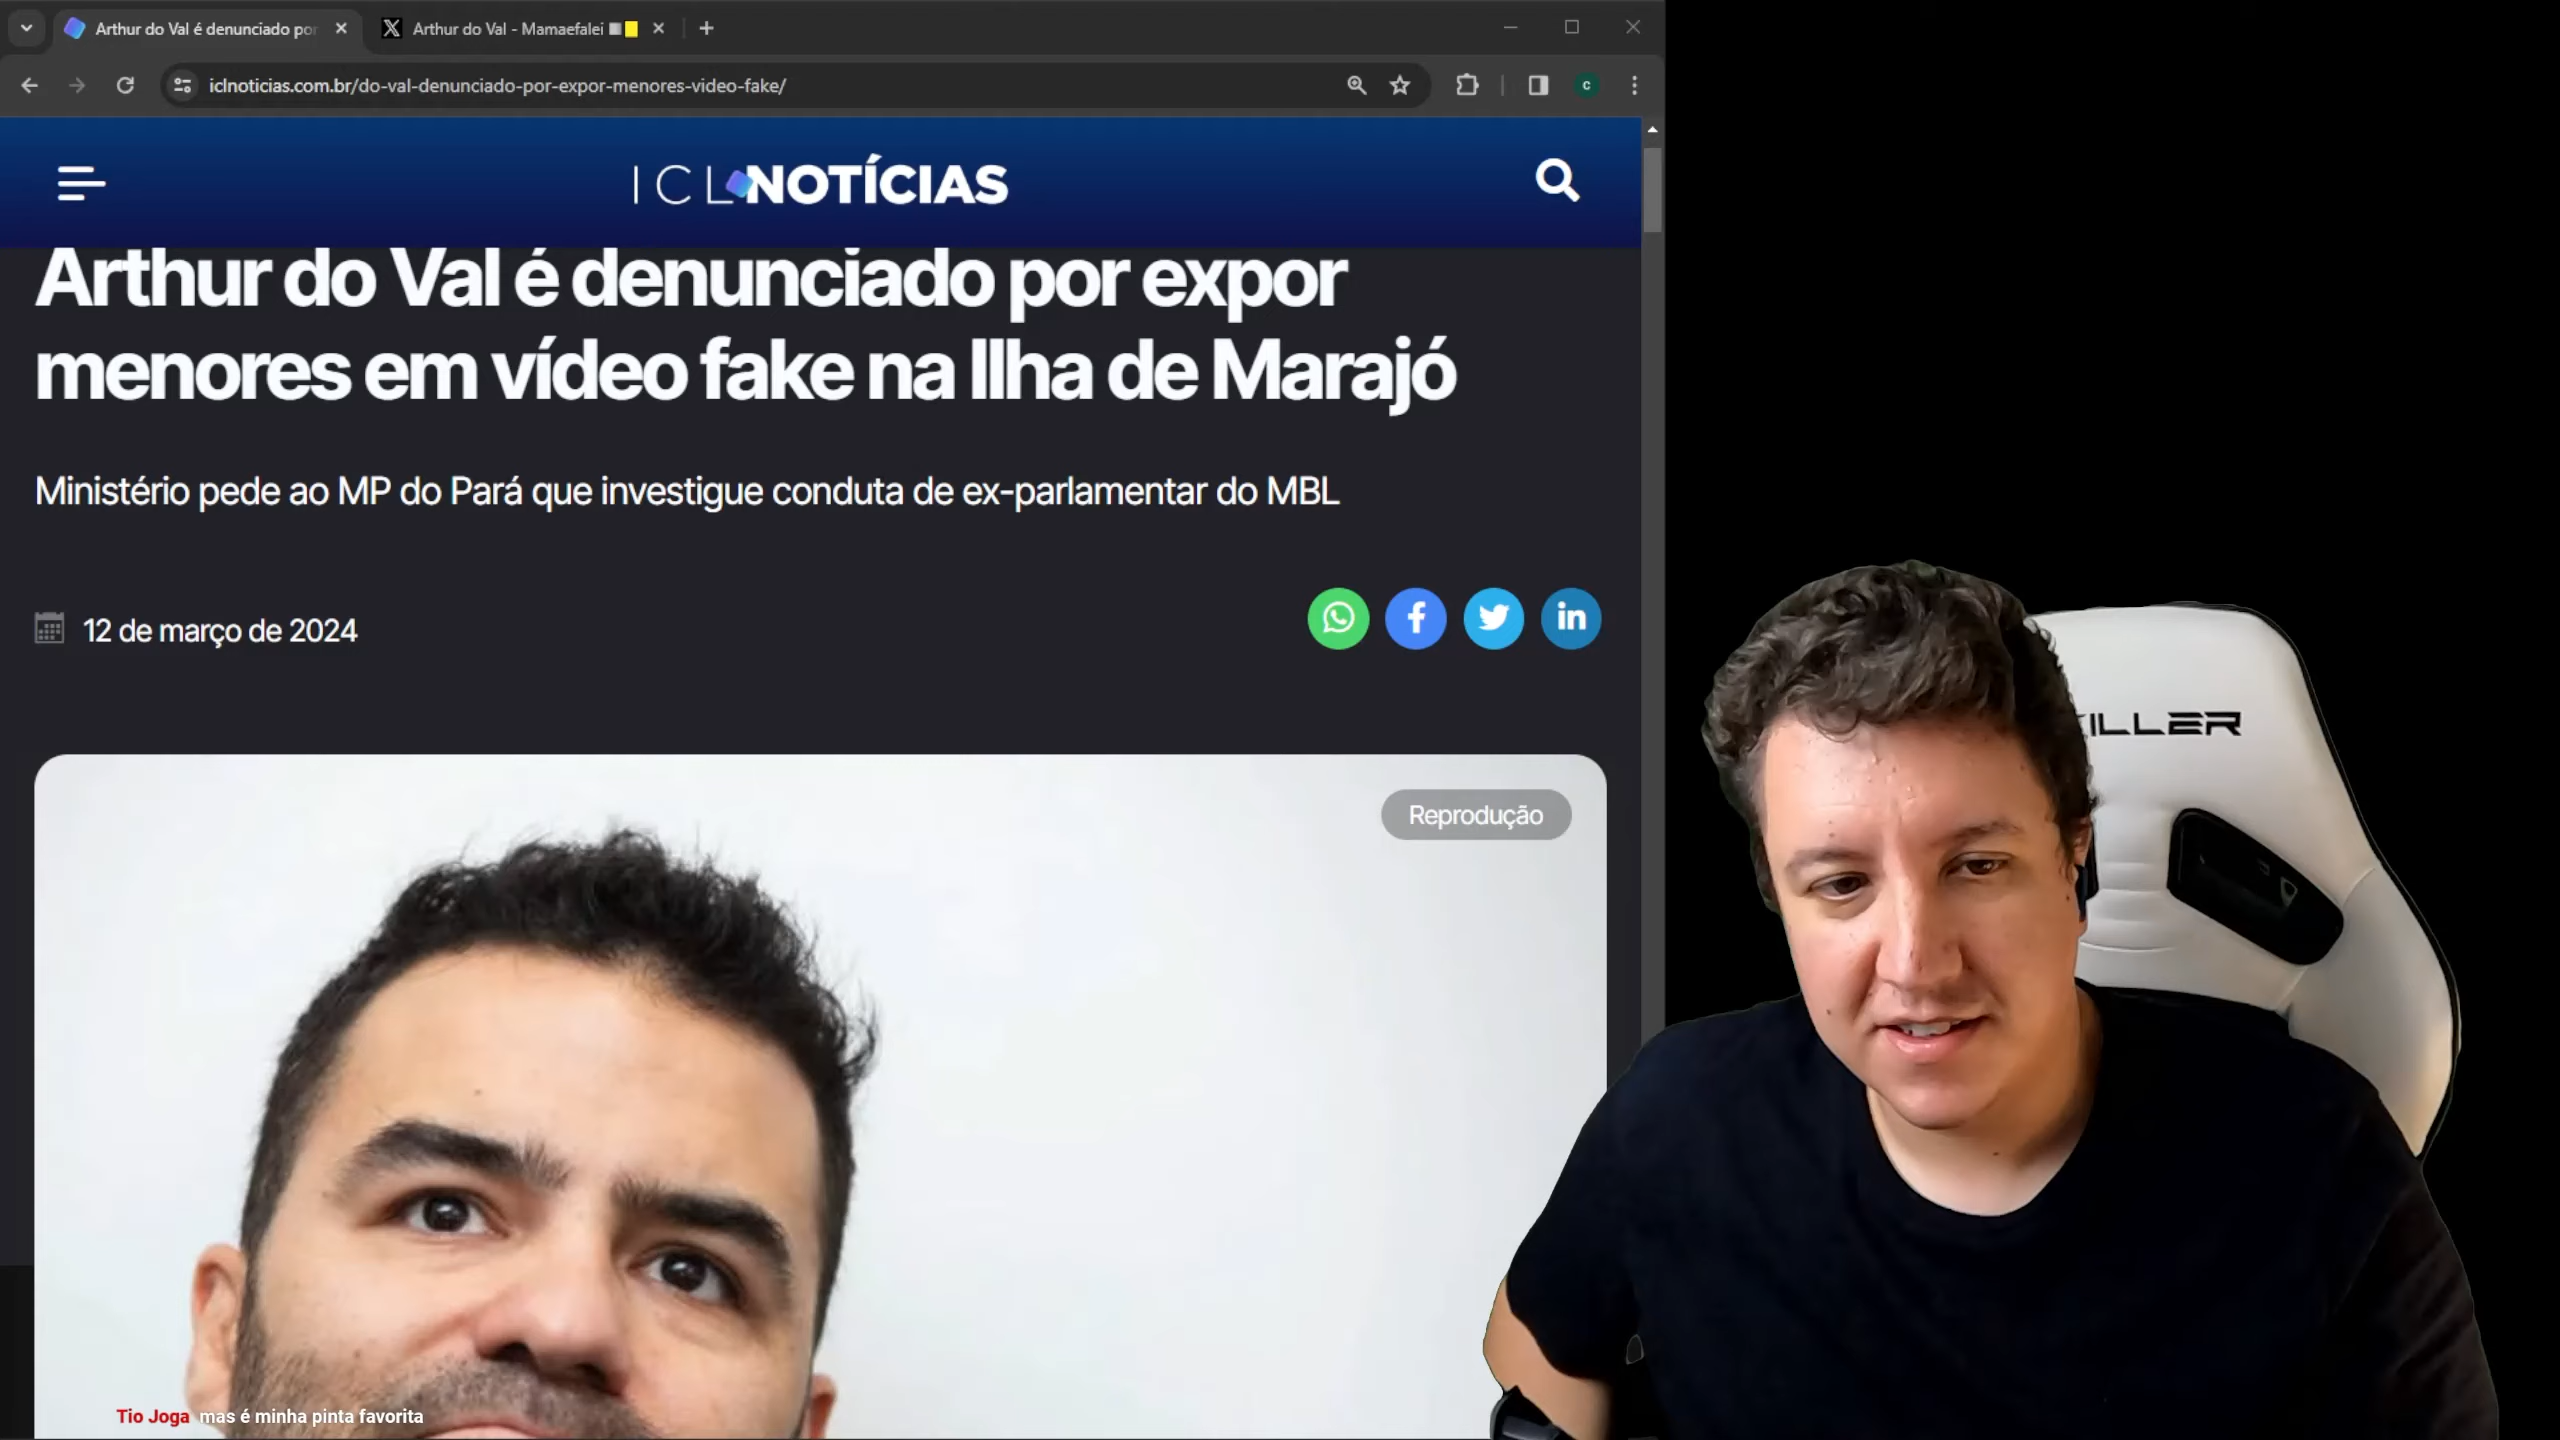 Arthur do Val é denunciado por
Arthur do Val - Mamaefalei
iclnoticias.com.br/do-val-denunciado-por-expor-menores-video-fake/
C
ICL NOTÍCIAS
Arthur do Val é denunciado por expor
menores em vídeo fake na Ilha de Marajó
Ministério pede ao MP do Pará que investigue conduta de ex-parlamentar do MBL
12 de março de 2024
in
Reprodução
ILLER
Tio Joga mas é minha pinta favorita